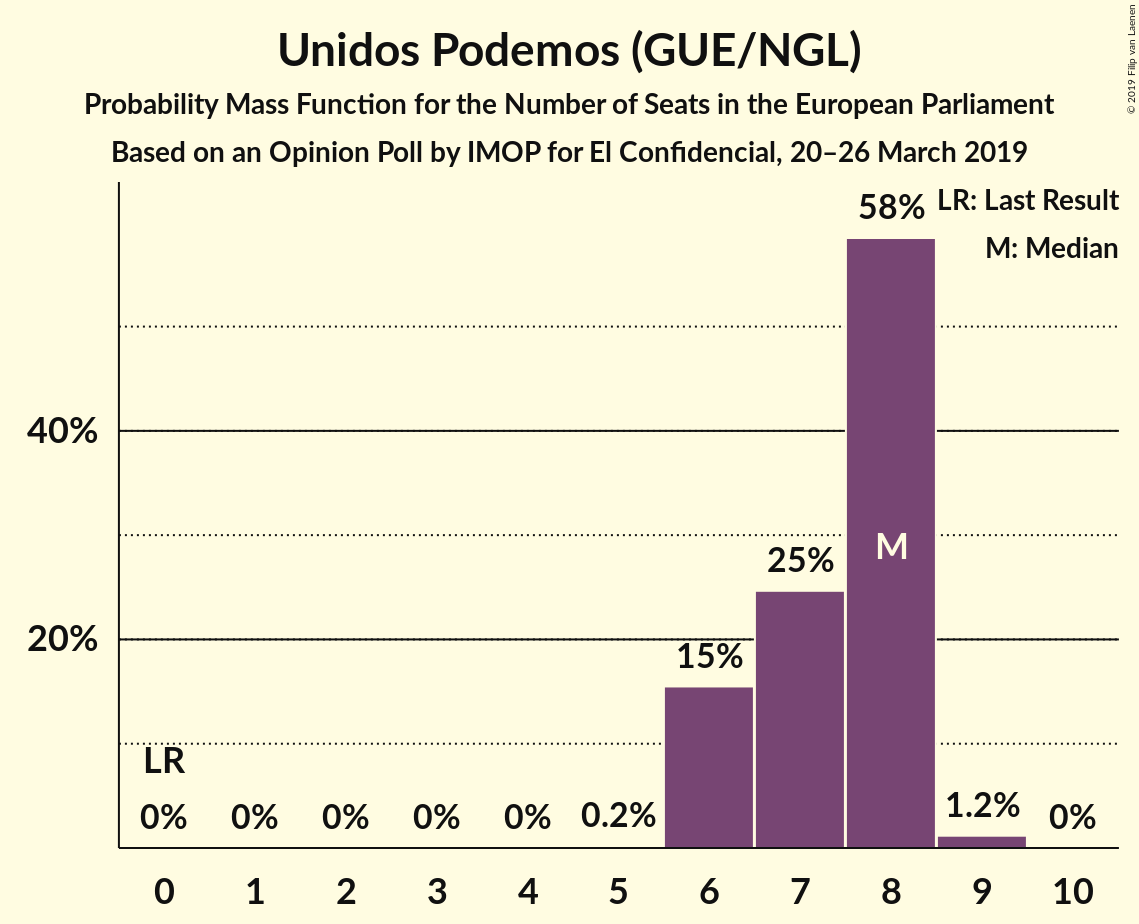 Unidos Podemos (GUE/NGL)
Probability Mass Function for the Number of Seats in the European Parliament
Based on an Opinion Poll by IMOP for El Confidencial, 20–26 March 2019
© 2019 Filip van Laenen
LR: Last Result
M: Median
58%
40%
M
25%
20%
15%
LR
0%
0%
0%
0%
0%
0.2%
1.2%
0%
0 1 2 3 4 5 6 7 8 9 10